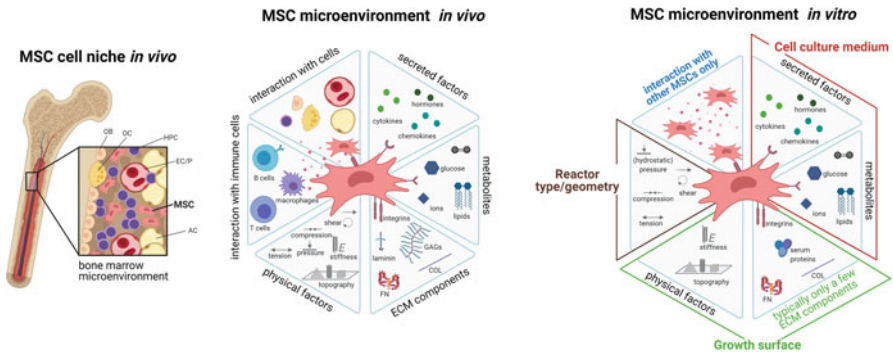 MSC cell niche in vivo
OB
OC
HPC
EC/P
MSC
AC
bone marrow
microenvironment
MSC microenvironment in vivo
interaction with cells
secreted factors
hormones
cytokines
chemokines
interaction with immune cells
B cells
macrophages
T cells
metabolites
glucose
ions
lipids
physical factors
shear
compression
tension
pressure
E
stiffness
topography
integrins
GAGs
laminin
COL
FN
ECM components
MSC microenvironment in vitro
Cell culture medium
interaction with
other MSCs only
secreted factors
hormones
cytokines
chemokines
Reactor
type/geometry
(hydrostatic)
pressure
shear
compression
tension
metabolites
glucose
ions
lipids
integrins
E
stiffness
topography
physical factors
serum
proteins
COL
FN
typically only a few
ECM components
Growth surface